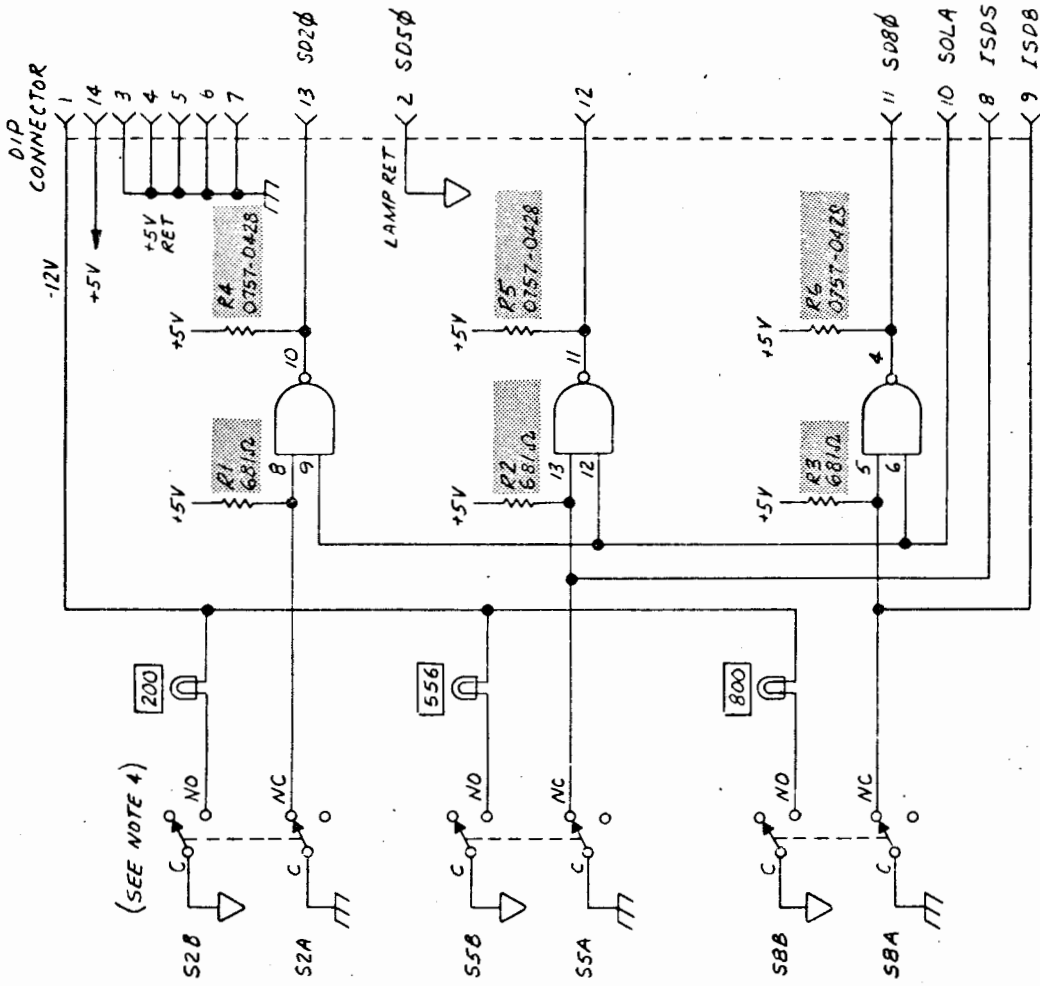 DIP
CONNECTOR
-12V
1
+5V
14
3
4
5
6
7
+5V
RET
+5V
R1
681Ω
8
9
10
+5V
R4
0757-0428
13 SD2Ø
LAMP RET
2 SD5Ø
+5V
R2
681Ω
13
12
11
+5V
R5
0757-0428
12
+5V
R3
681Ω
5
6
4
+5V
R6
0757-0428
11 SD8Ø
10 SOLA
8 ISD5
9 ISD8
(SEE NOTE 4)
200
S2B
C
NO
S2A
C
NC
556
S5B
C
NO
S5A
C
NC
800
S8B
C
NO
S8A
C
NC